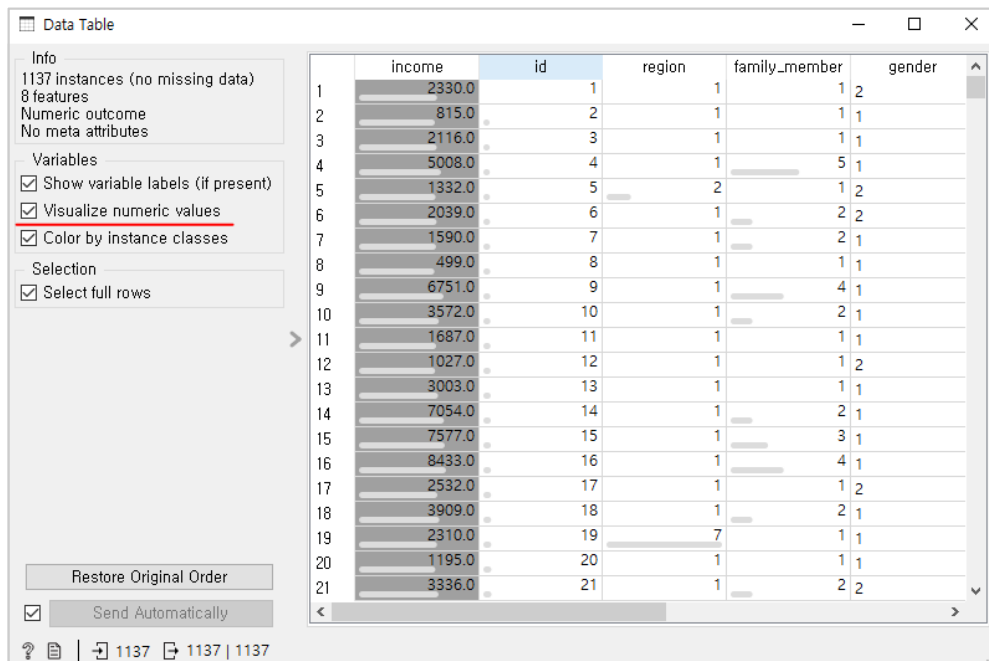 Data Table
Info
1137 instances (no missing data)
8 features
Numeric outcome
No meta attributes
Variables
Show variable labels (if present)
Visualize numeric values
Color by instance classes
Selection
Select full rows
Restore Original Order
Send Automatically
? 1137 1137 | 1137
income id region family_member gender
1 2330.0 1 1 1 2
2 815.0 2 1 1 1
3 2116.0 3 1 1 1
4 5008.0 4 1 5 1
5 1332.0 5 2 1 2
6 2039.0 6 1 2 2
7 1590.0 7 1 2 1
8 499.0 8 1 1 1
9 6751.0 9 1 4 1
10 3572.0 10 1 2 1
11 1687.0 11 1 1 1
12 1027.0 12 1 1 2
13 3003.0 13 1 1 1
14 7054.0 14 1 2 1
15 7577.0 15 1 3 1
16 8433.0 16 1 4 1
17 2532.0 17 1 1 2
18 3909.0 18 1 2 1
19 2310.0 19 7 1 1
20 1195.0 20 1 1 1
21 3336.0 21 1 2 2